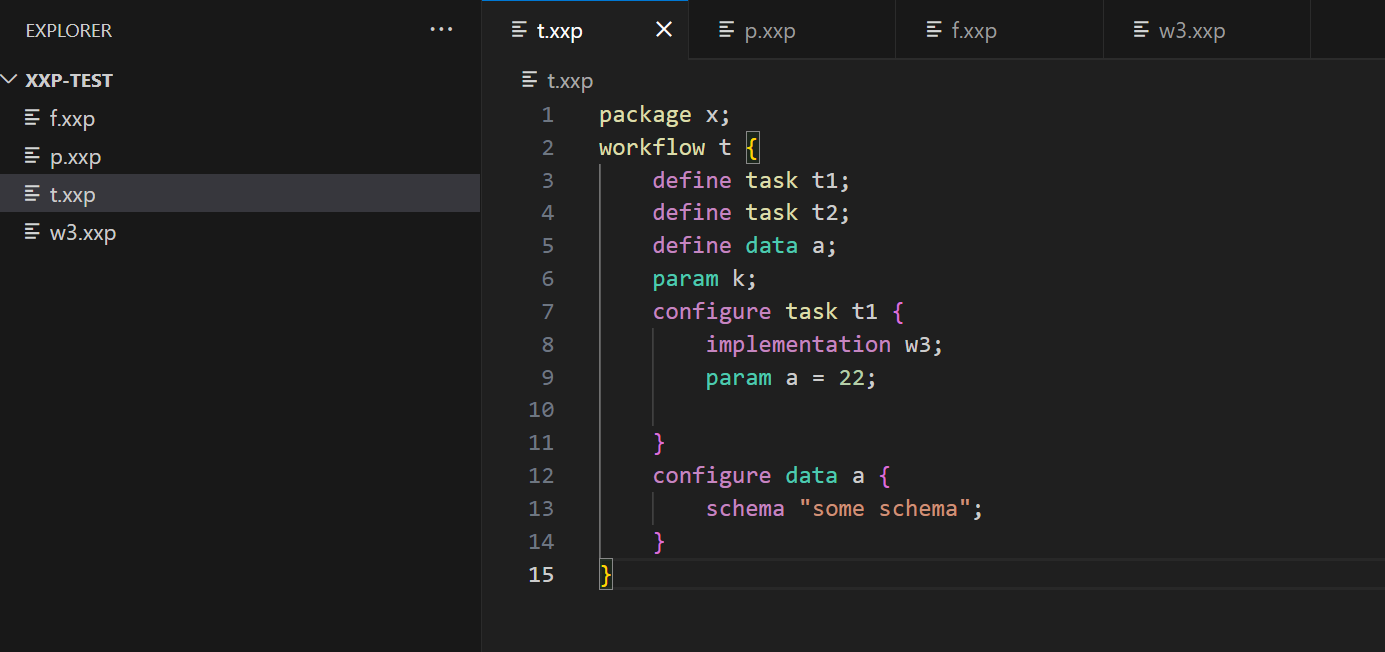 EXPLORER ...
XXP-TEST
f.xxp
p.xxp
t.xxp
w3.xxp
t.xxp p.xxp f.xxp w3.xxp
t.xxp
1 package x;
2 workflow t {
3     define task t1;
4     define task t2;
5     define data a;
6     param k;
7     configure task t1 {
8         implementation w3;
9         param a = 22;
10
11     }
12     configure data a {
13         schema "some schema";
14     }
15 }